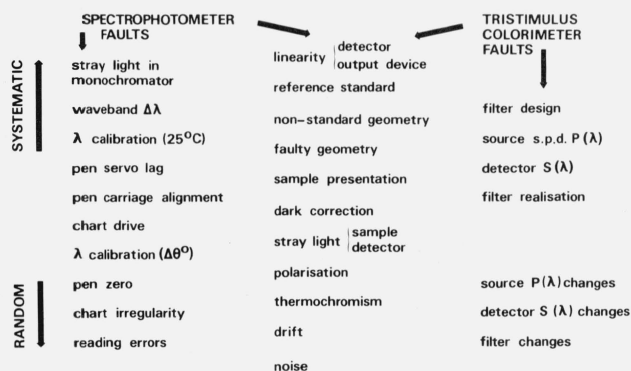 SPECTROPHOTOMETER
FAULTS
stray light in
monochromator
waveband Δλ
λ calibration (25°C)
pen servo lag
pen carriage alignment
chart drive
λ calibration (Δθ°)
pen zero
chart irregularity
reading errors
linearity detector
output device
reference standard
non-standard geometry
faulty geometry
sample presentation
dark correction
stray light sample
detector
polarisation
thermochromism
drift
noise
TRISTIMULUS
COLORIMETER
FAULTS
filter design
source s.p.d. P(λ)
detector S(λ)
filter realisation
source P(λ) changes
detector S(λ) changes
filter changes
SYSTEMATIC
RANDOM